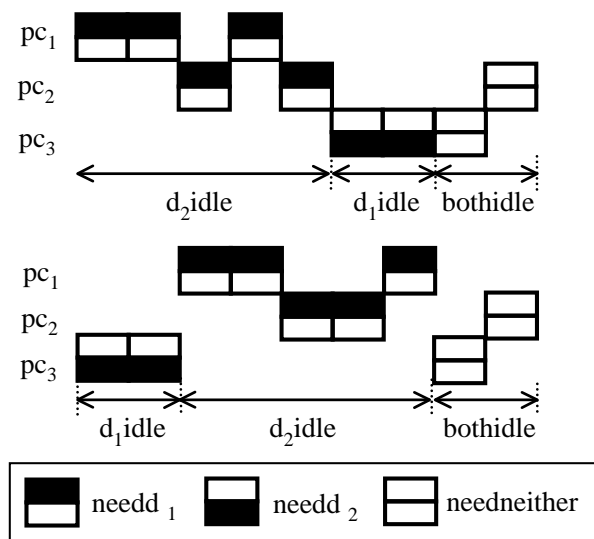 pc1
pc2
pc3
d2idle d1idle bothidle
pc1
pc2
pc3
d1idle d2idle bothidle
needd 1 needd 2 needneither